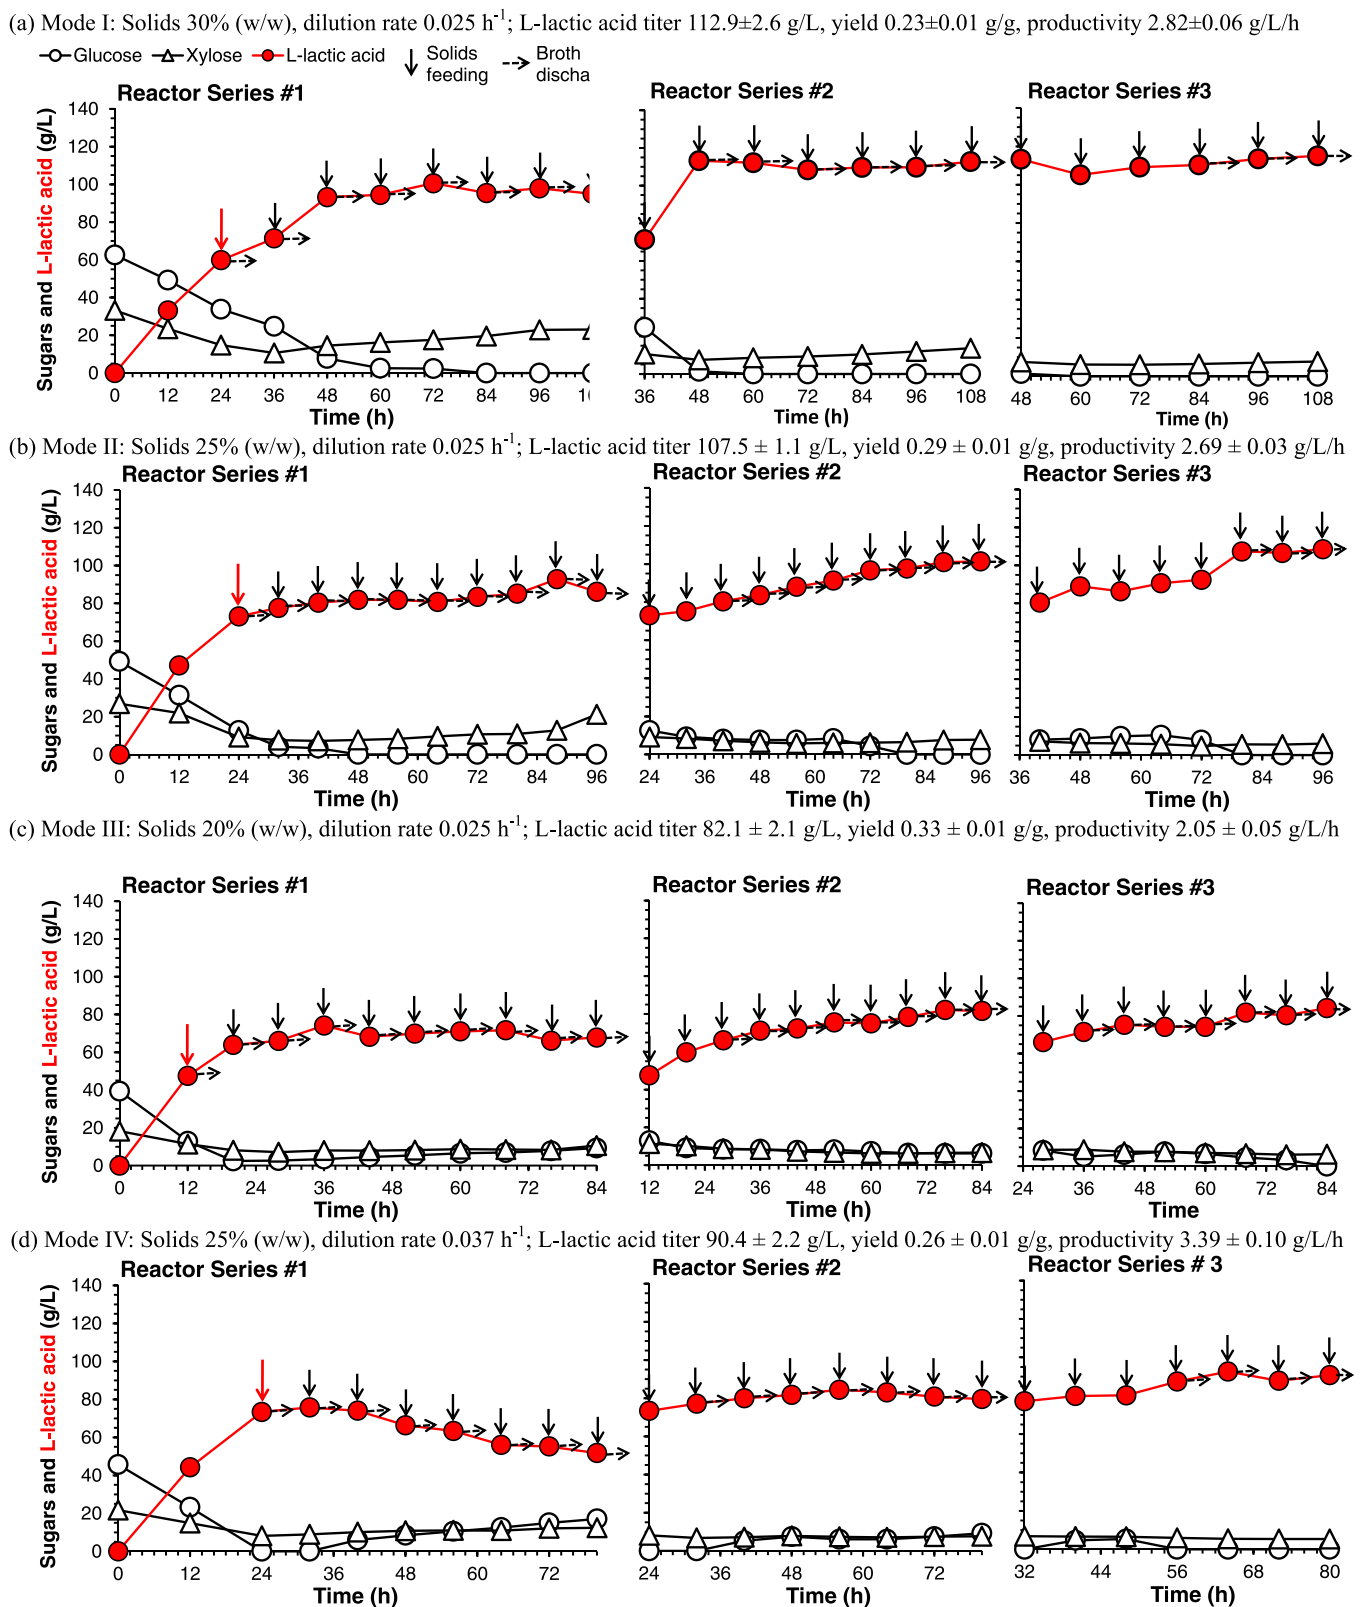 (a) Mode I: Solids 30% (w/w), dilution rate 0.025 h⁻¹; L-lactic acid titer 112.9±2.6 g/L, yield 0.23±0.01 g/g, productivity 2.82±0.06 g/L/h
Glucose Xylose L-lactic acid Solids feeding Broth discha
Reactor Series #1 Reactor Series #2 Reactor Series #3
Sugars and L-lactic acid (g/L)
140
120
100
80
60
40
20
0
0 12 24 36 48 60 72 84 96 10
36 48 60 72 84 96 108
48 60 72 84 96 108
Time (h) Time (h) Time (h)
(b) Mode II: Solids 25% (w/w), dilution rate 0.025 h⁻¹; L-lactic acid titer 107.5 ± 1.1 g/L, yield 0.29 ± 0.01 g/g, productivity 2.69 ± 0.03 g/L/h
Reactor Series #1 Reactor Series #2 Reactor Series #3
Sugars and L-lactic acid (g/L)
140
120
100
80
60
40
20
0
0 12 24 36 48 60 72 84 96
24 36 48 60 72 84 96
36 48 60 72 84 96
Time (h) Time (h) Time (h)
(c) Mode III: Solids 20% (w/w), dilution rate 0.025 h⁻¹; L-lactic acid titer 82.1 ± 2.1 g/L, yield 0.33 ± 0.01 g/g, productivity 2.05 ± 0.05 g/L/h
Reactor Series #1 Reactor Series #2 Reactor Series #3
Sugars and L-lactic acid (g/L)
140
120
100
80
60
40
20
0
0 12 24 36 48 60 72 84
12 24 36 48 60 72 84
24 36 48 60 72 84
Time (h) Time (h) Time
(d) Mode IV: Solids 25% (w/w), dilution rate 0.037 h⁻¹; L-lactic acid titer 90.4 ± 2.2 g/L, yield 0.26 ± 0.01 g/g, productivity 3.39 ± 0.10 g/L/h
Reactor Series #1 Reactor Series #2 Reactor Series # 3
Sugars and L-lactic acid (g/L)
140
120
100
80
60
40
20
0
0 12 24 36 48 60 72
24 36 48 60 72
32 44 56 68 80
Time (h) Time (h) Time (h)